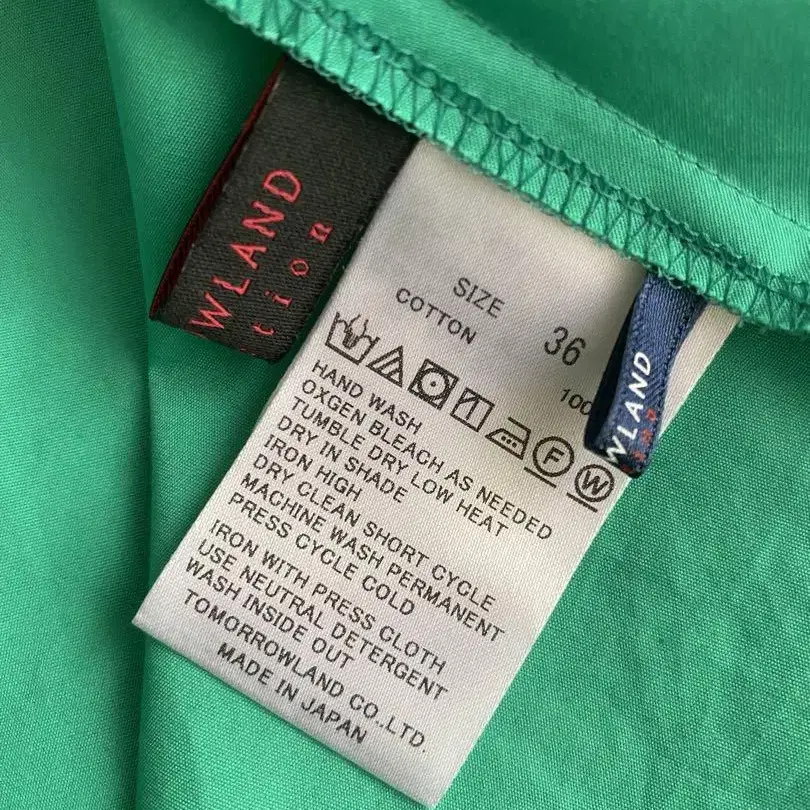 WLAND
tion
SIZE 36
COTTON 100
HAND WASH
OXGEN BLEACH AS NEEDED
TUMBLE DRY LOW HEAT
DRY IN SHADE
IRON HIGH
DRY CLEAN SHORT CYCLE
MACHINE WASH PERMANENT
PRESS CYCLE COLD
IRON WITH PRESS CLOTH
USE NEUTRAL DETERGENT
WASH INSIDE OUT
TOMORROWLAND CO.,LTD.
MADE IN JAPAN
F
W
WLAND